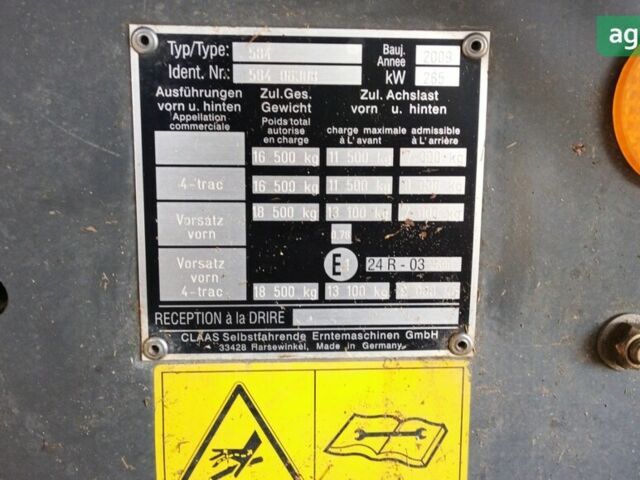 ag
Typ/Type: 584 Bauj. Annee 2009
Ident. Nr.: kW 265
Ausführungen vorn u. hinten
Appellation commerciale
Zul.Ges. Gewicht
Poids total autorise en charge
Zul. Achslast vorn u. hinten
charge maximale admissible
à L'avant à L'arrière
16 500 kg 11 500 kg
4-trac 16 500 kg 11 500 kg
18 500 kg 13 100 kg
Vorsatz vorn 0.76
E 24 R - 03
Vorsatz vorn
4-trac 18 500 kg 13 100 kg
RECEPTION à la DRIRE
CLAAS Selbstfahrende Erntemaschinen GmbH
33428 Harsewinkel, Made in Germany